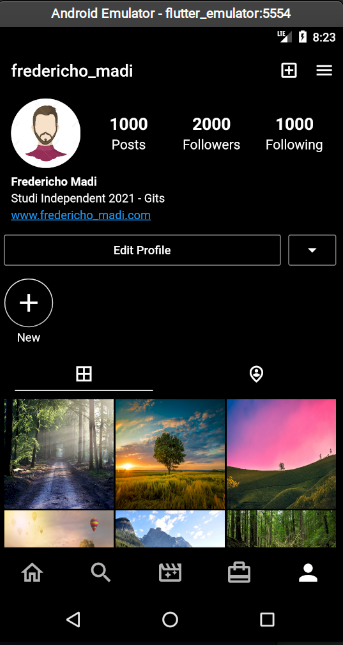 Android Emulator - flutter_emulator:5554
LTE 8:23
fredericho_madi
1000 2000 1000
Posts Followers Following
Fredericho Madi
Studi Independent 2021 - Gits
www.fredericho_madi.com
Edit Profile
New